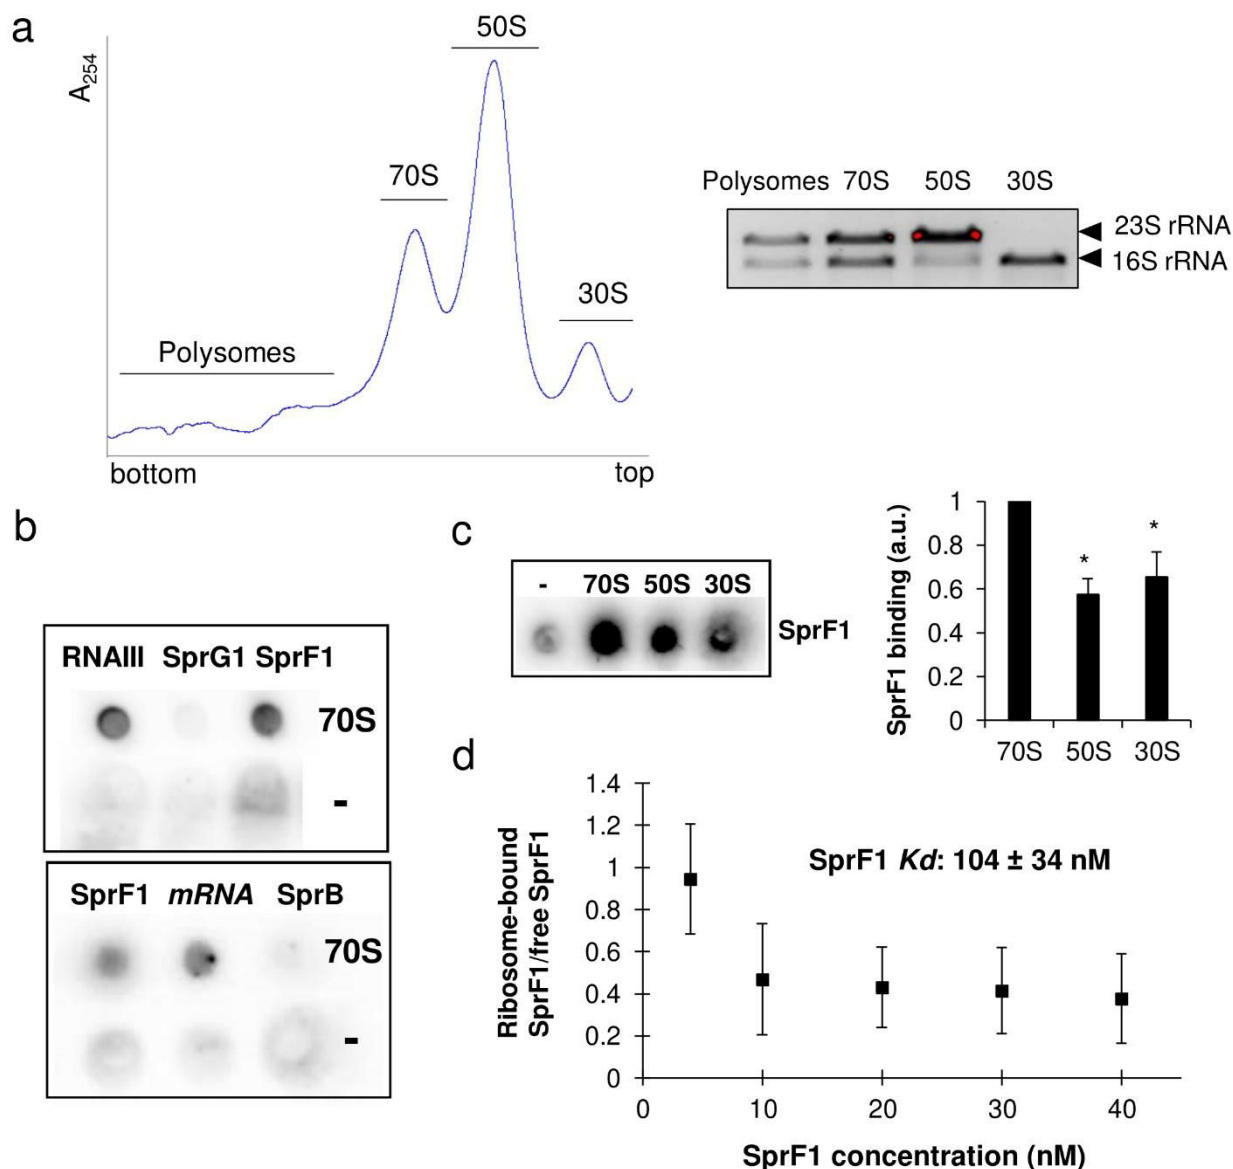 a
A254
50S
70S
30S
Polysomes
bottom
top
Polysomes 70S 50S 30S
23S rRNA
16S rRNA
b
RNAIII SprG1 SprF1
70S
-
SprF1 mRNA SprB
70S
-
c
- 70S 50S 30S
SprF1
SprF1 binding (a.u.)
1
0.8
0.6
0.4
0.2
0
*
*
70S 50S 30S
d
Ribosome-bound
SprF1/free SprF1
1.4
1.2
1
0.8
0.6
0.4
0.2
0
SprF1 Kd: 104 ± 34 nM
0 10 20 30 40
SprF1 concentration (nM)